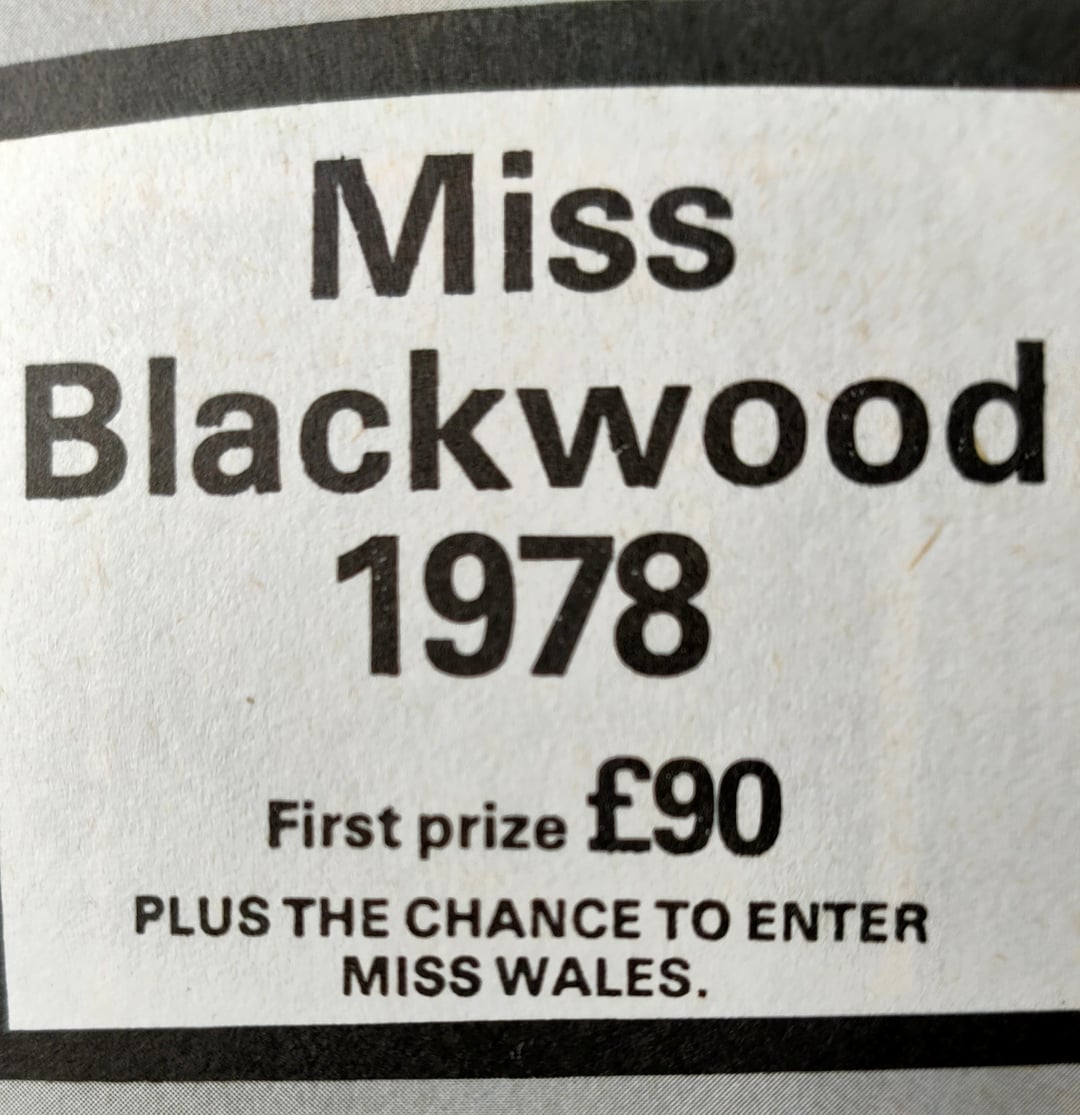 Miss
Blackwood
1978
First prize £90
PLUS THE CHANCE TO ENTER
MISS WALES.